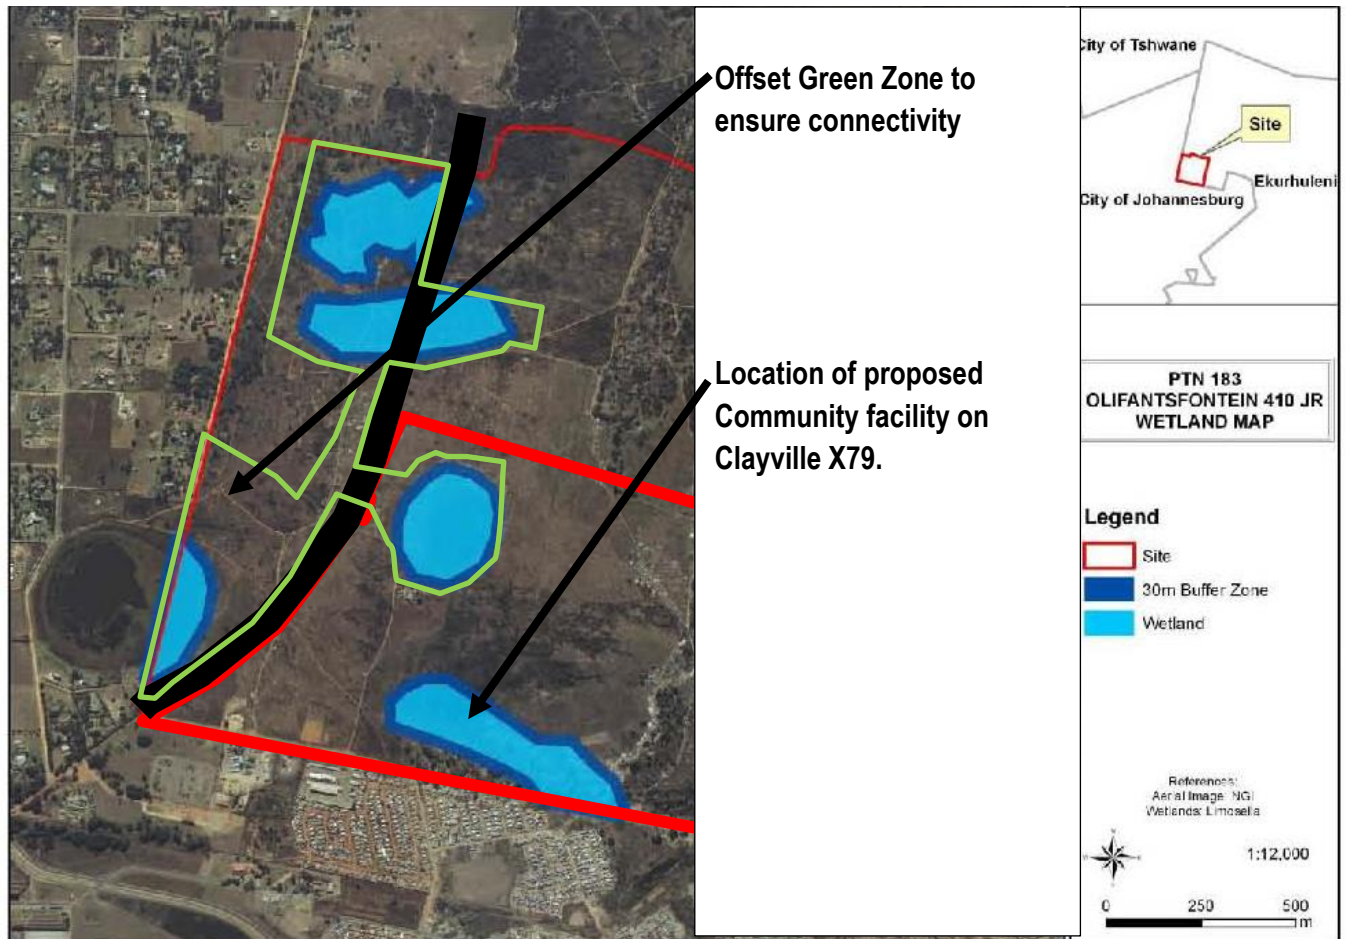 Offset Green Zone to
ensure connectivity
Location of proposed
Community facility on
Clayville X79.
City of Tshwane
Site
Ekurhuleni
City of Johannesburg
PTN 183
OLIFANTSFONTEIN 410 JR
WETLAND MAP
Legend
Site
30m Buffer Zone
Wetland
References:
Aerial Image: NGI
Wetlands: Limosella
N
W
E
S
1:12,000
0 250 500
m